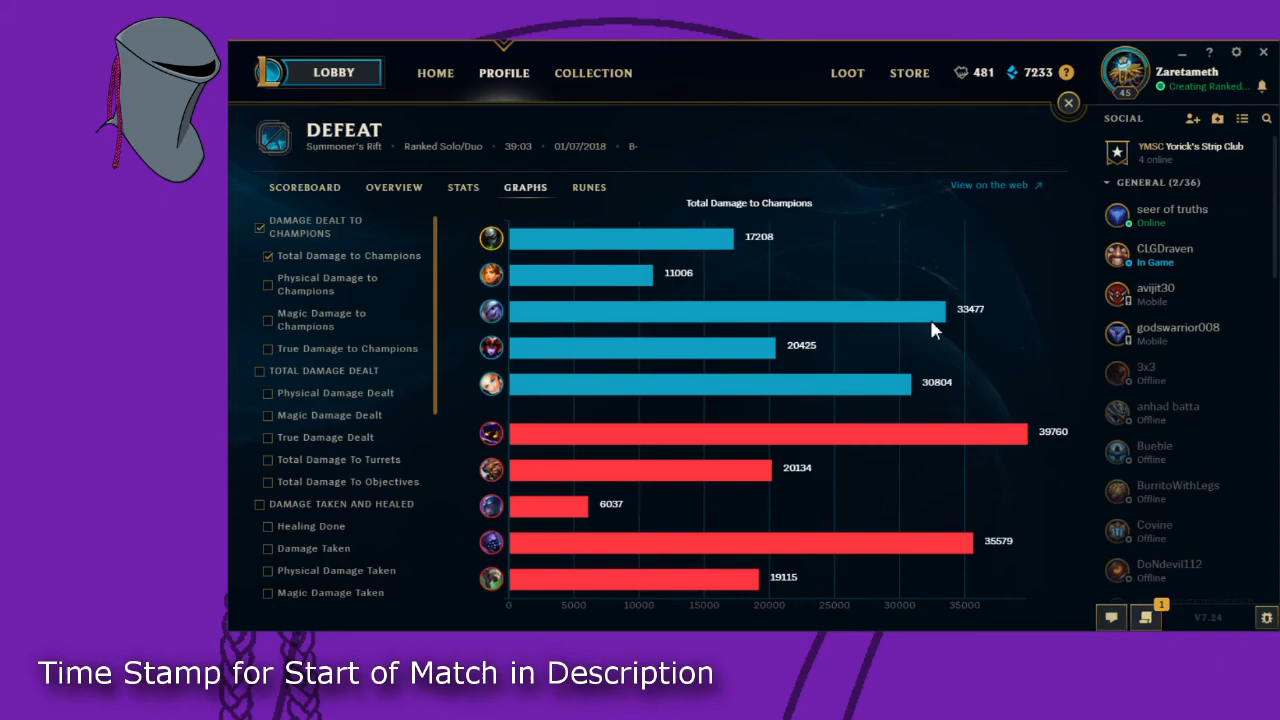 LOBBY
HOME
PROFILE
COLLECTION
LOOT
STORE
481
7233
?
?
Zaretameth
Creating Ranked...
45
DEFEAT
Summoner's Rift • Ranked Solo/Duo • 39:03 • 01/07/2018 • B-
SCOREBOARD
OVERVIEW
STATS
GRAPHS
RUNES
View on the web
DAMAGE DEALT TO
CHAMPIONS
Total Damage to Champions
Physical Damage to
Champions
Magic Damage to
Champions
True Damage to Champions
TOTAL DAMAGE DEALT
Physical Damage Dealt
Magic Damage Dealt
True Damage Dealt
Total Damage To Turrets
Total Damage To Objectives
DAMAGE TAKEN AND HEALED
Healing Done
Damage Taken
Physical Damage Taken
Magic Damage Taken
Total Damage to Champions
17208
11006
33477
20425
30804
39760
20134
6037
35579
19115
0 5000 10000 15000 20000 25000 30000 35000
SOCIAL
YMSC Yorick's Strip Club
4 online
GENERAL (2/36)
seer of truths
Online
CLGDraven
In Game
avijit30
Mobile
godswarrior008
Mobile
3x3
Offline
anhad batta
Offline
Bueble
Offline
BurritoWithLegs
Offline
Covine
Offline
DoNdevil112
Offline
1
V7.24
Time Stamp for Start of Match in Description